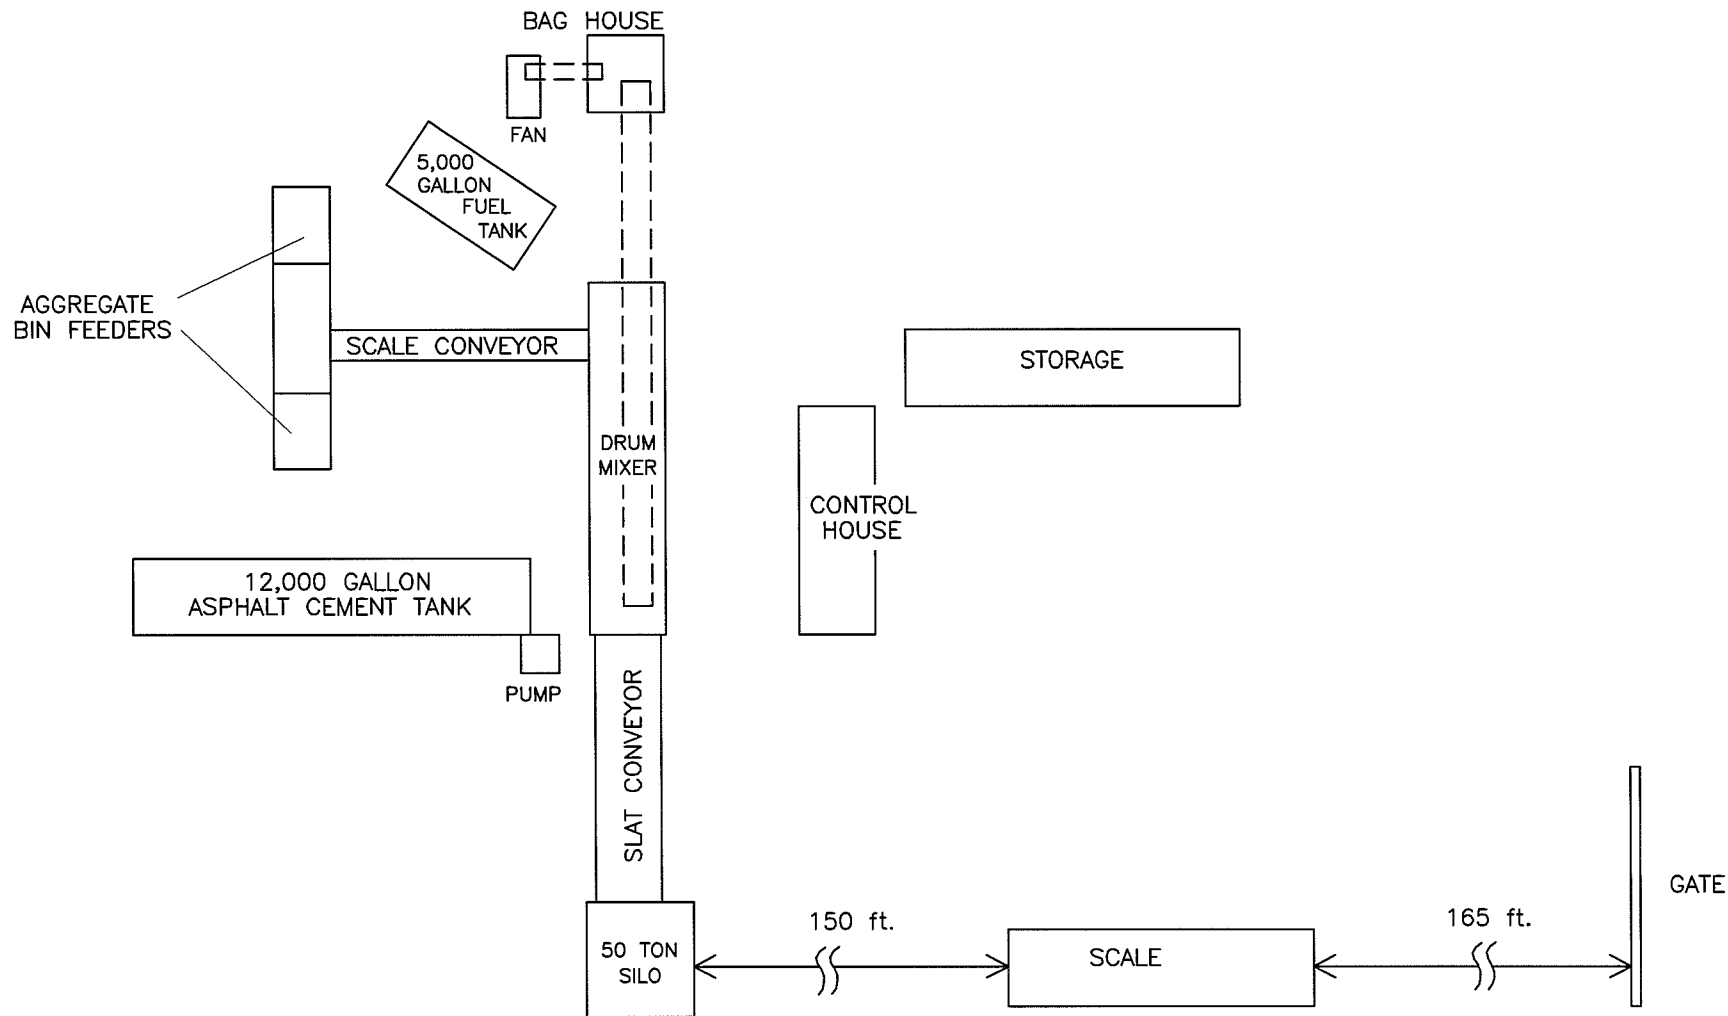 BAG HOUSE
FAN
5,000
GALLON
FUEL
TANK
AGGREGATE
BIN FEEDERS
SCALE CONVEYOR
STORAGE
DRUM
MIXER
CONTROL
HOUSE
12,000 GALLON
ASPHALT CEMENT TANK
PUMP
SLAT CONVEYOR
GATE
150 ft.
165 ft.
50 TON
SILO
SCALE